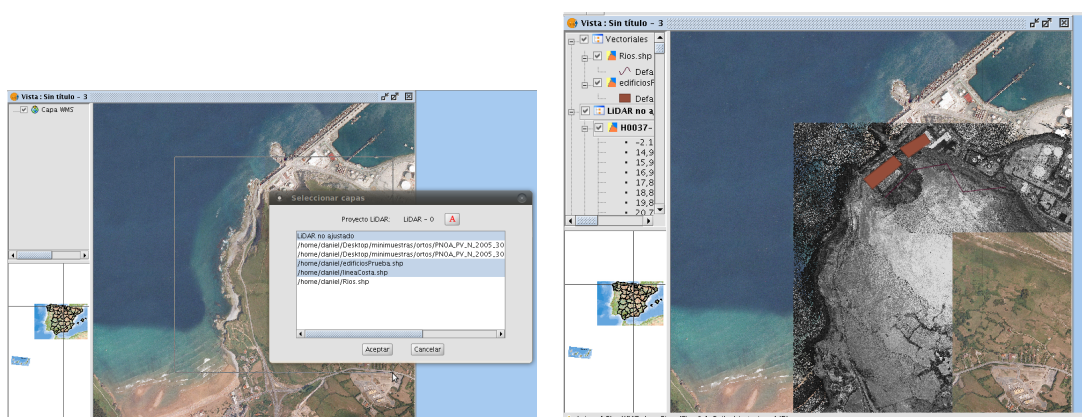 Vista : Sin título - 3
Capa WMS
Seleccionar capas
Proyecto LiDAR: LiDAR - 0 A
LiDAR no ajustado
/home/daniel/Desktop/minimuestras/ortos/PNOA_PV_N_2005_30
/home/daniel/Desktop/minimuestras/ortos/PNOA_PV_N_2005_30
/home/daniel/edificiosPrueba.shp
/home/daniel/lineaCosta.shp
/home/daniel/Rios.shp
Aceptar Cancelar
Vista : Sin título - 3
Vectoriales
Rios.shp
Defa
edificiosF
Defa
LiDAR no a
H0037-
-2.1
14,9
15,9
16,9
17,8
18,8
19,8
20,7